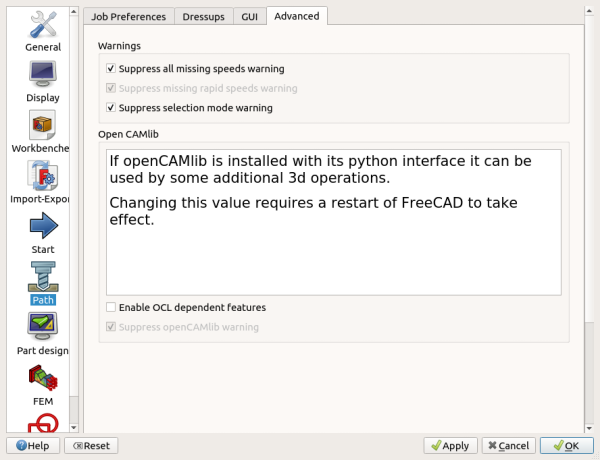 Job Preferences
Dressups
GUI
Advanced
General
Display
Workbenche
Import-Expor
Start
Path
Part design
FEM
Warnings
Suppress all missing speeds warning
Suppress missing rapid speeds warning
Suppress selection mode warning
Open CAMlib
If openCAMlib is installed with its python interface it can be
used by some additional 3d operations.
Changing this value requires a restart of FreeCAD to take
effect.
Enable OCL dependent features
Suppress openCAMlib warning
Help
Reset
Apply
Cancel
OK